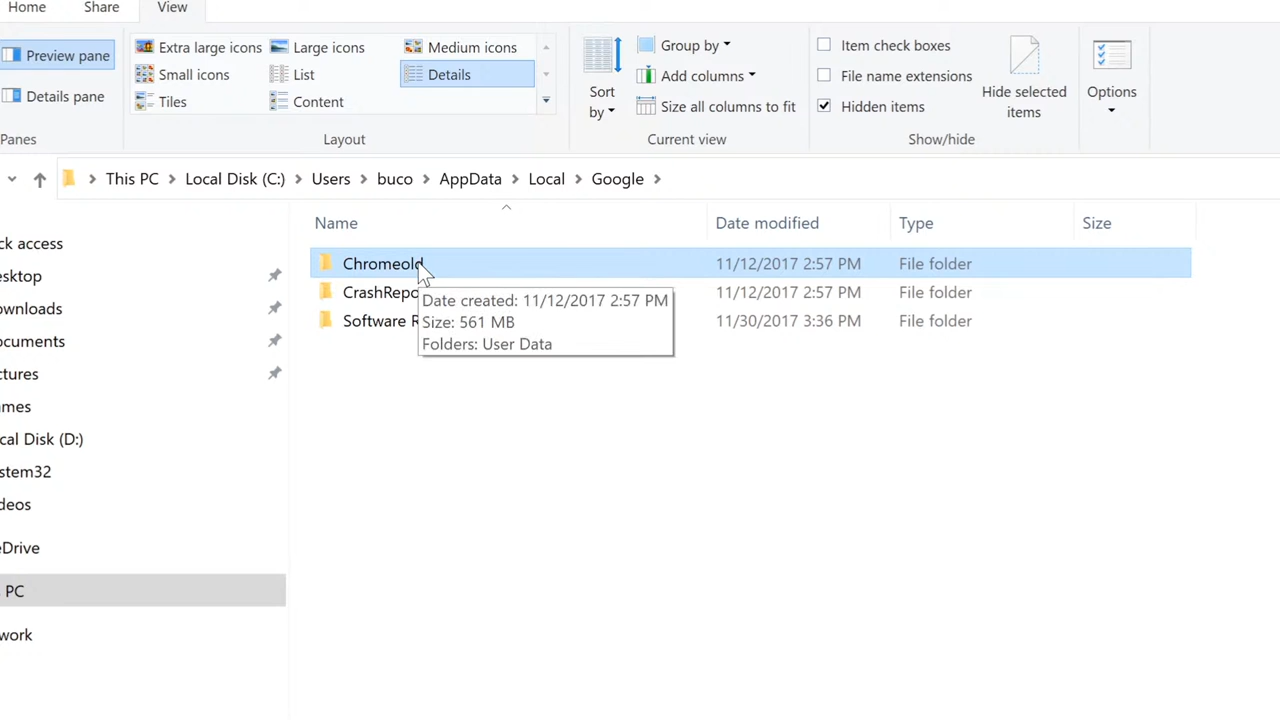 Home Share View
Preview pane
Details pane
Panes
Extra large icons Large icons Medium icons
Small icons List Details
Tiles Content
Layout
Sort by
Group by
Add columns
Size all columns to fit
Current view
Item check boxes
File name extensions
Hidden items
Hide selected items
Show/hide
Options
This PC Local Disk (C:) Users buco AppData Local Google
Name Date modified Type Size
Chromeold 11/12/2017 2:57 PM File folder
CrashRepo 11/12/2017 2:57 PM File folder
Software R 11/30/2017 3:36 PM File folder
Date created: 11/12/2017 2:57 PM
Size: 561 MB
Folders: User Data
ck access
esktop
ownloads
ocuments
ctures
ames
cal Disk (D:)
stem32
deos
eDrive
PC
work